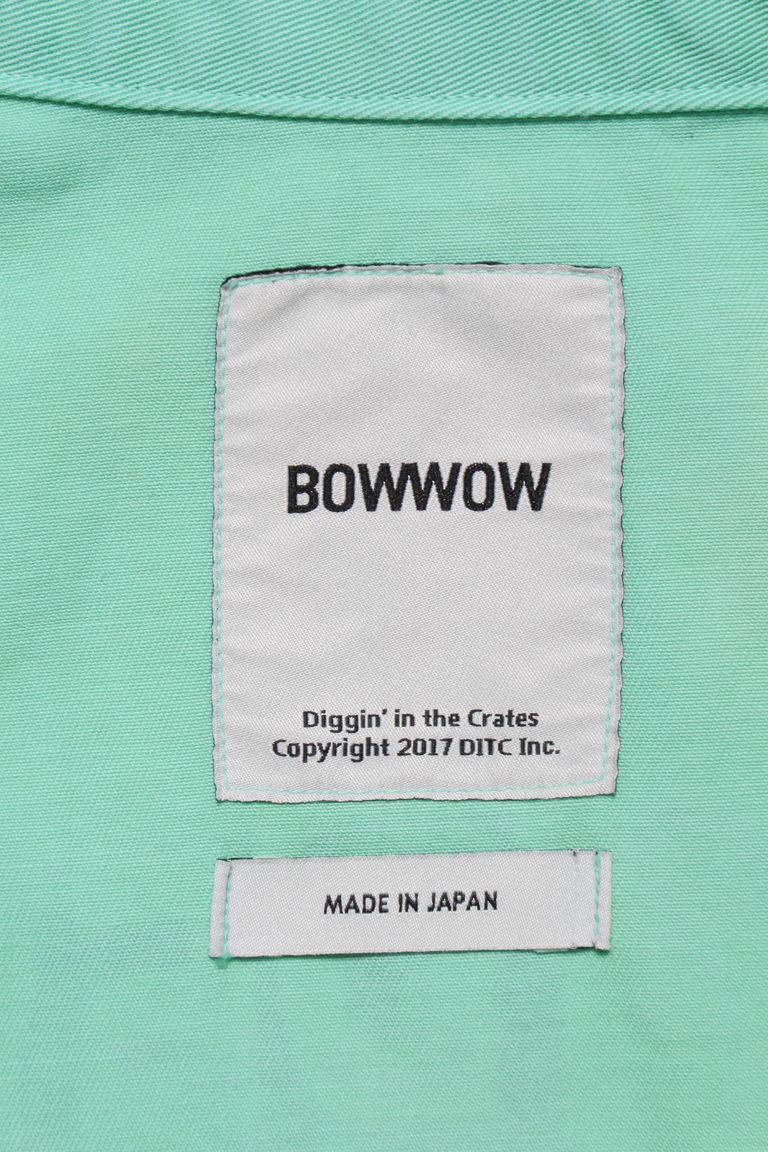 BOWWOW
Diggin' in the Crates
Copyright 2017 DITC Inc.
MADE IN JAPAN